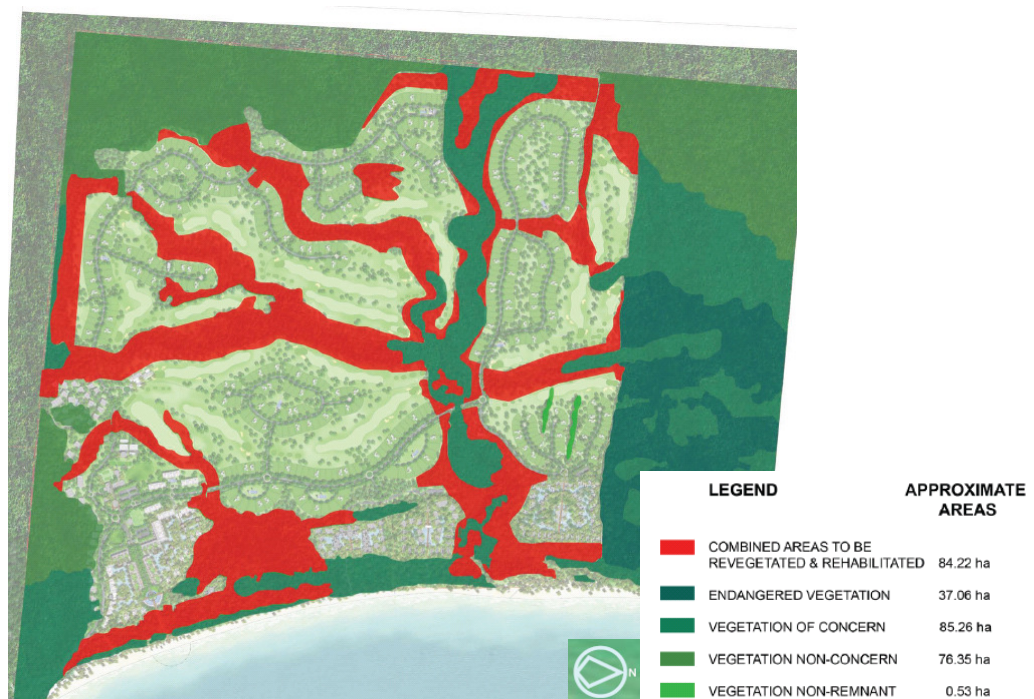 LEGEND
APPROXIMATE
AREAS
COMBINED AREAS TO BE
REVEGETATED & REHABILITATED 84.22 ha
ENDANGERED VEGETATION 37.06 ha
VEGETATION OF CONCERN 85.26 ha
VEGETATION NON-CONCERN 76.35 ha
VEGETATION NON-REMNANT 0.53 ha
N